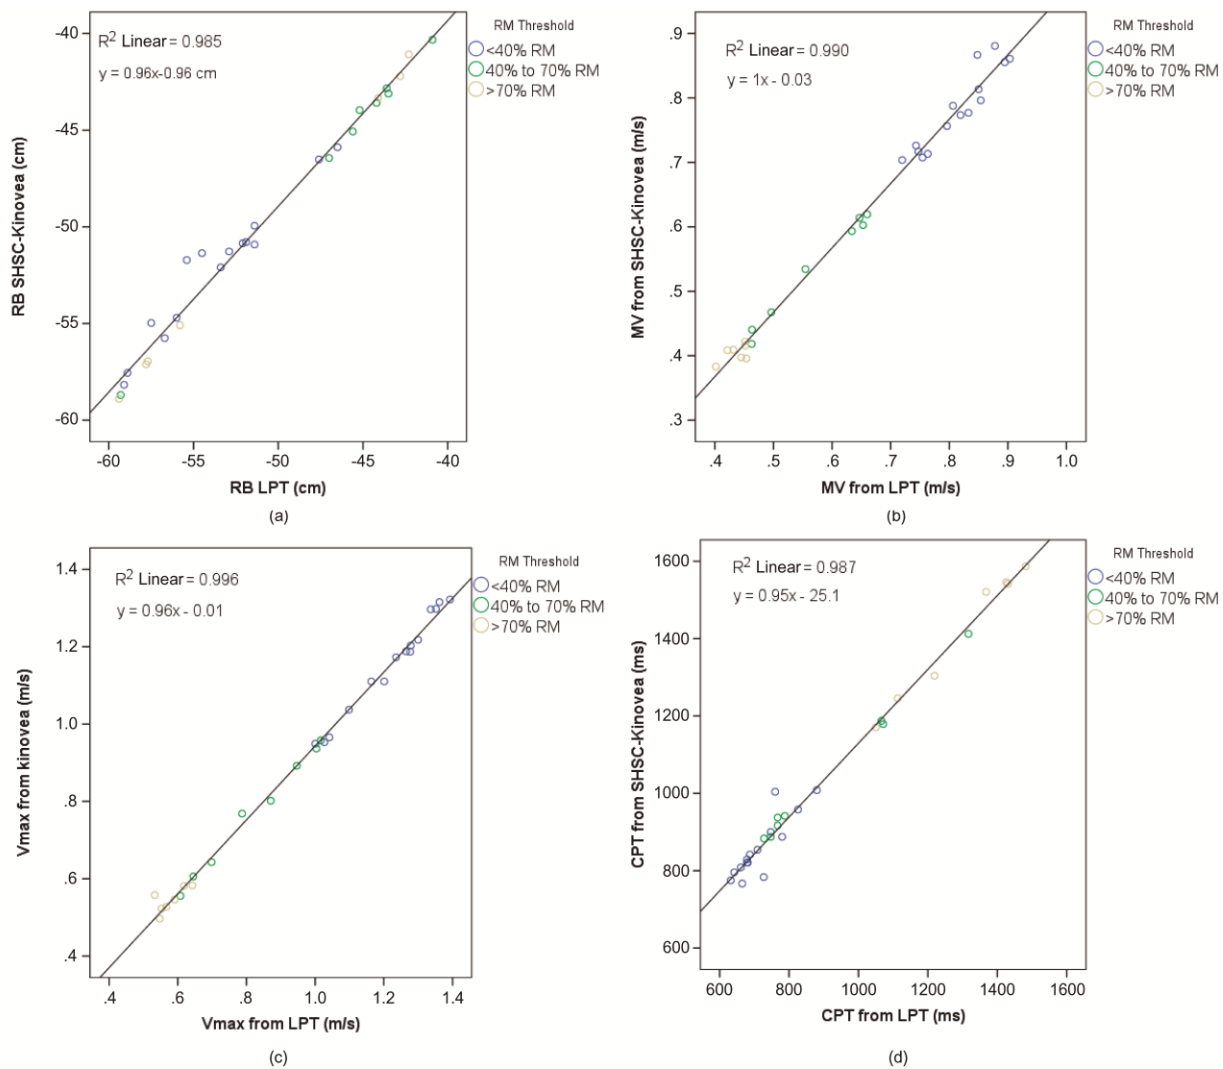 -40
-45
-50
-55
-60
RB SHSC-Kinovea (cm)
R² Linear = 0.985
y = 0.96x-0.96 cm
RM Threshold
<40% RM
40% to 70% RM
>70% RM
-60 -55 -50 -45 -40
RB LPT (cm)
(a)
.9
.8
.7
.6
.5
.4
.3
MV from SHSC-Kinovea (m/s)
R² Linear = 0.990
y = 1x - 0.03
RM Threshold
<40% RM
40% to 70% RM
>70% RM
.4 .5 .6 .7 .8 .9 1.0
MV from LPT (m/s)
(b)
1.4
1.2
1.0
.8
.6
.4
Vmax from kinovea (m/s)
R² Linear = 0.996
y = 0.96x - 0.01
RM Threshold
<40% RM
40% to 70% RM
>70% RM
.4 .6 .8 1.0 1.2 1.4
Vmax from LPT (m/s)
(c)
1600
1400
1200
1000
800
600
CPT from SHSC-Kinovea (ms)
R² Linear = 0.987
y = 0.95x - 25.1
RM Threshold
<40% RM
40% to 70% RM
>70% RM
600 800 1000 1200 1400 1600
CPT from LPT (ms)
(d)